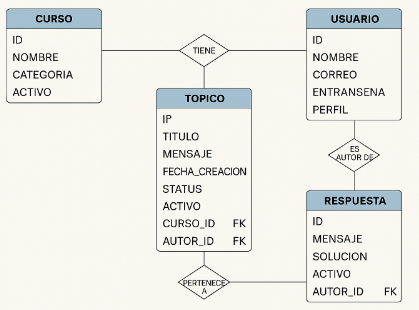 CURSO
ID
NOMBRE
CATEGORIA
ACTIVO
TIENE
USUARIO
ID
NOMBRE
CORREO
ENTRASENA
PERFIL
TOPICO
IP
TITULO
MENSAJE
FECHA_CREACION
STATUS
ACTIVO
CURSO_ID FK
AUTOR_ID FK
ES
AUTOR DE
RESPUESTA
ID
MENSAJE
SOLUCION
ACTIVO
AUTOR_ID FK
PERTENECE
A